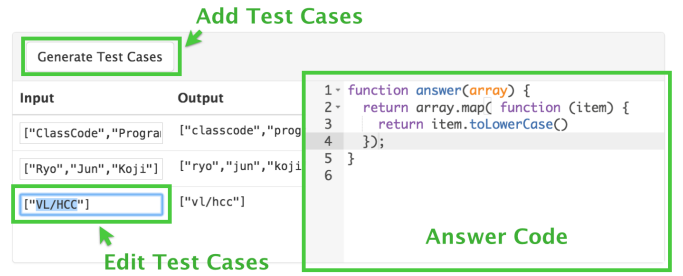 Add Test Cases
Generate Test Cases
Input Output
["ClassCode","Progra ["classcode","prog
["Ryo","Jun","Koji"] ["ryo","jun","koji
["VL/HCC"] ["vl/hcc"]
Edit Test Cases
1 function answer(array) {
2 return array.map( function (item) {
3 return item.toLowerCase()
4 });
5 }
6
Answer Code